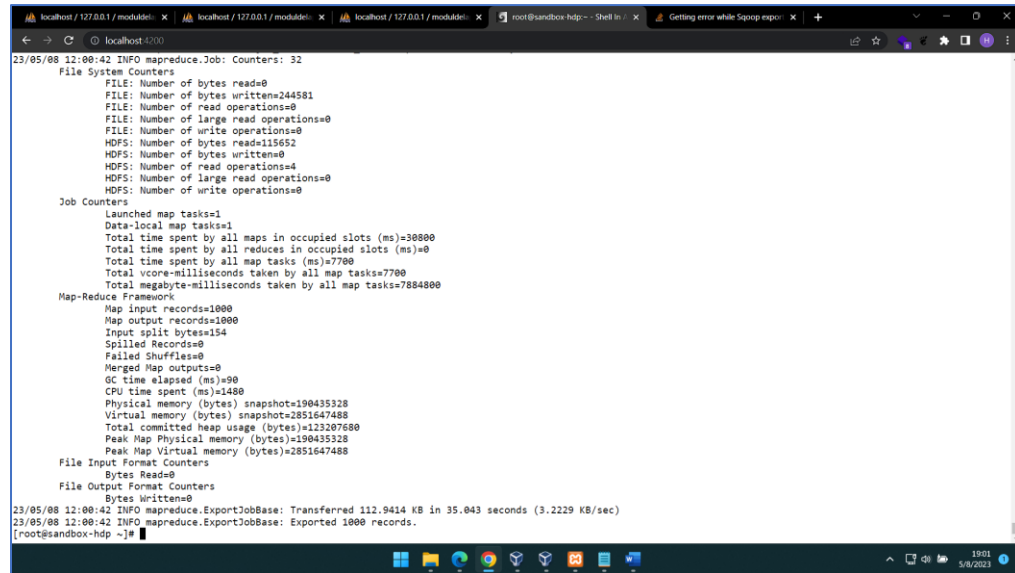 localhost / 127.0.0.1 / moduldela
localhost / 127.0.0.1 / moduldela
localhost / 127.0.0.1 / moduldela
root@sandbox-hdp:~ - Shell In A
Getting error while Sqoop export
localhost:4200
H
23/05/08 12:00:42 INFO mapreduce.Job: Counters: 32
File System Counters
FILE: Number of bytes read=0
FILE: Number of bytes written=244581
FILE: Number of read operations=0
FILE: Number of large read operations=0
FILE: Number of write operations=0
HDFS: Number of bytes read=115652
HDFS: Number of bytes written=0
HDFS: Number of read operations=4
HDFS: Number of large read operations=0
HDFS: Number of write operations=0
Job Counters
Launched map tasks=1
Data-local map tasks=1
Total time spent by all maps in occupied slots (ms)=30800
Total time spent by all reduces in occupied slots (ms)=0
Total time spent by all map tasks (ms)=7700
Total vcore-milliseconds taken by all map tasks=7700
Total megabyte-milliseconds taken by all map tasks=7884800
Map-Reduce Framework
Map input records=1000
Map output records=1000
Input split bytes=154
Spilled Records=0
Failed Shuffles=0
Merged Map outputs=0
GC time elapsed (ms)=90
CPU time spent (ms)=1480
Physical memory (bytes) snapshot=190435328
Virtual memory (bytes) snapshot=2851647488
Total committed heap usage (bytes)=123207680
Peak Map Physical memory (bytes)=190435328
Peak Map Virtual memory (bytes)=2851647488
File Input Format Counters
Bytes Read=0
File Output Format Counters
Bytes Written=0
23/05/08 12:00:42 INFO mapreduce.ExportJobBase: Transferred 112.9414 KB in 35.043 seconds (3.2229 KB/sec)
23/05/08 12:00:42 INFO mapreduce.ExportJobBase: Exported 1000 records.
[root@sandbox-hdp ~]#
19:01
5/8/2023